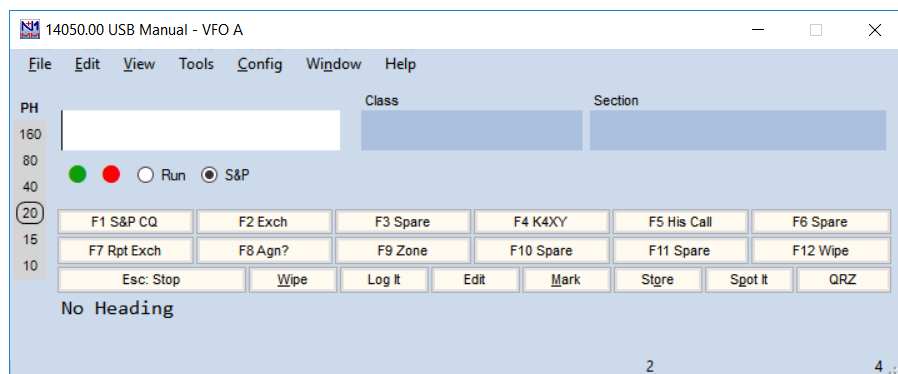 14050.00 USB Manual - VFO A
File Edit View Tools Config Window Help
Class Section
PH
160
80
Run S&P
40
20
F1 S&P CQ F2 Exch F3 Spare F4 K4XY F5 His Call F6 Spare
15
F7 Rpt Exch F8 Agn? F9 Zone F10 Spare F11 Spare F12 Wipe
10
Esc: Stop Wipe Log It Edit Mark Store Spot It QRZ
No Heading
2 4